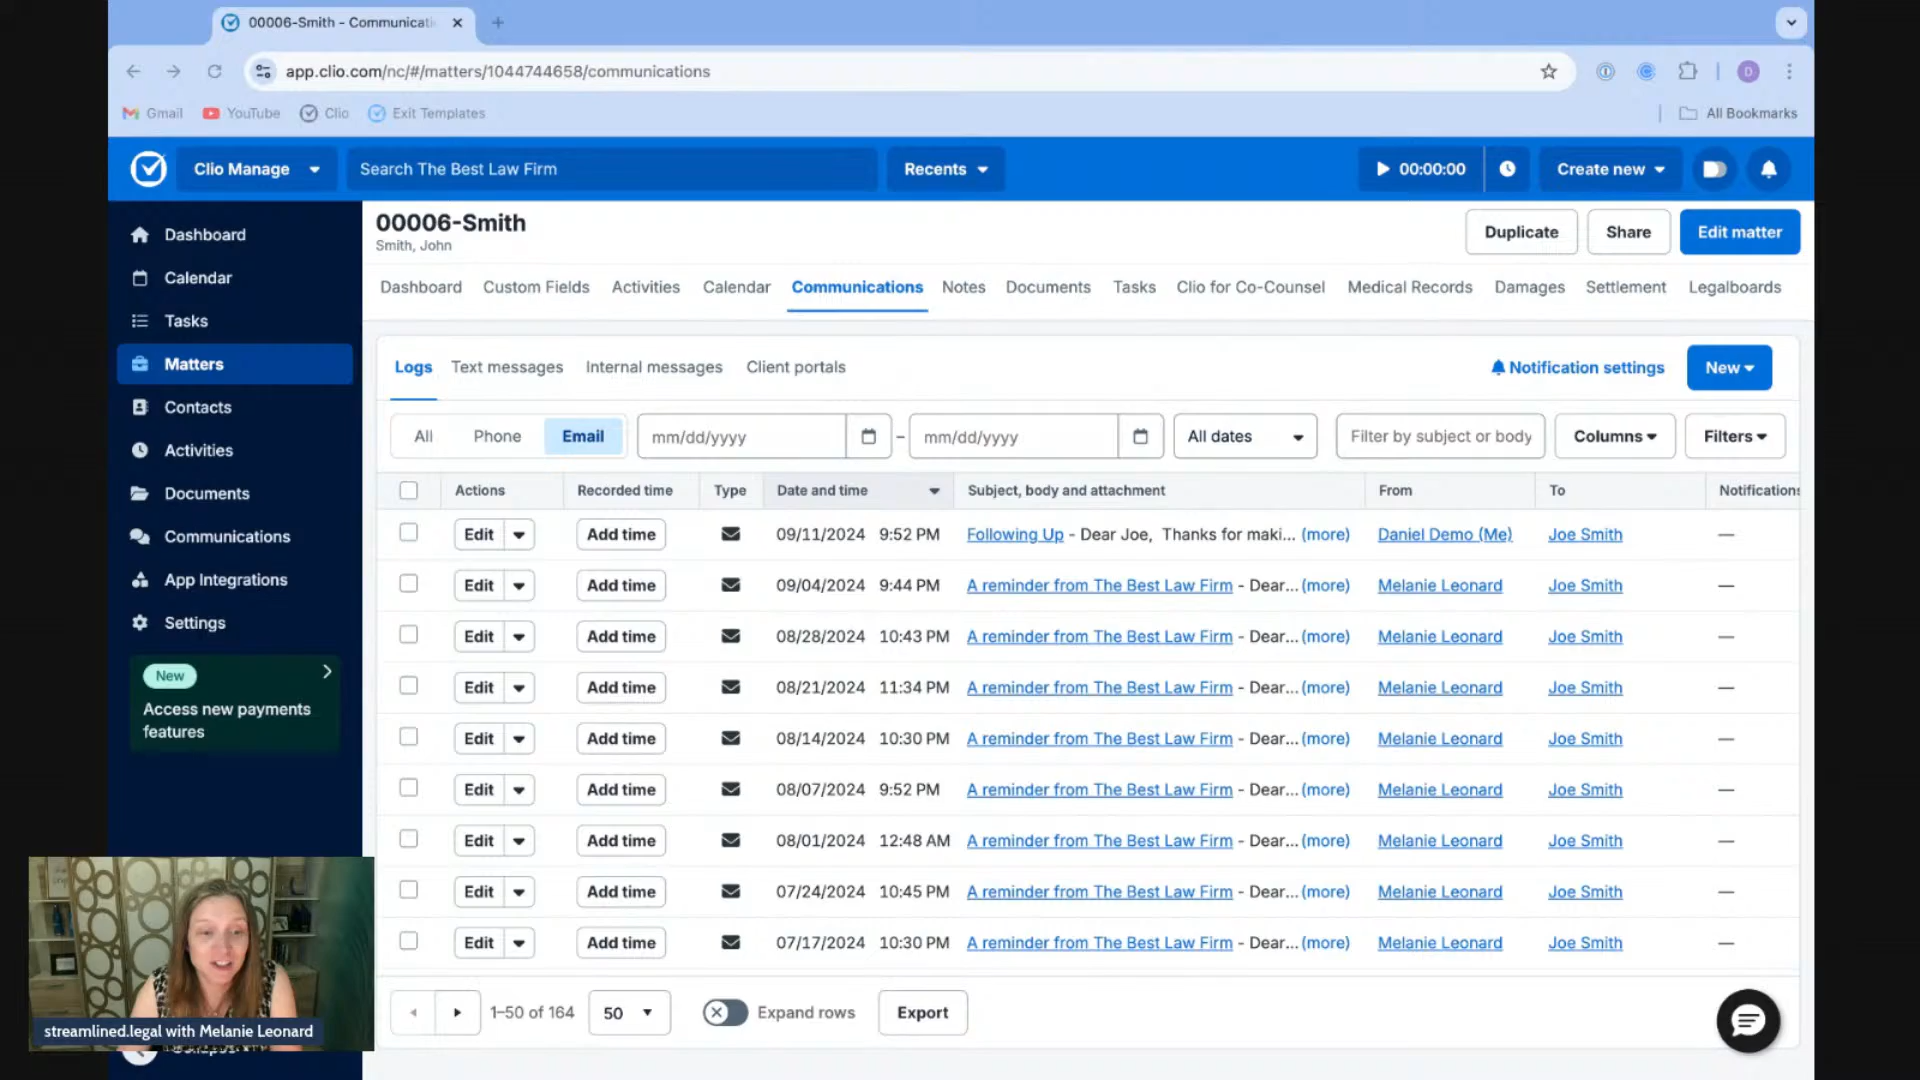 00006-Smith - Communicati
app.clio.com/nc/#/matters/1044744658/communications
D
Gmail YouTube Clio Exit Templates All Bookmarks
Clio Manage Search The Best Law Firm Recents 00:00:00 Create new
Dashboard
Calendar
Tasks
Matters
Contacts
Activities
Documents
Communications
App Integrations
Settings
New
Access new payments
features
00006-Smith
Smith, John
Duplicate Share Edit matter
Dashboard Custom Fields Activities Calendar Communications Notes Documents Tasks Clio for Co-Counsel Medical Records Damages Settlement Legalboards
Logs Text messages Internal messages Client portals Notification settings New
All Phone Email mm/dd/yyyy – mm/dd/yyyy All dates Filter by subject or body Columns Filters
Actions Recorded time Type Date and time Subject, body and attachment From To Notifications
Edit Add time 09/11/2024 9:52 PM Following Up - Dear Joe, Thanks for maki... (more) Daniel Demo (Me) Joe Smith —
Edit Add time 09/04/2024 9:44 PM A reminder from The Best Law Firm - Dear... (more) Melanie Leonard Joe Smith —
Edit Add time 08/28/2024 10:43 PM A reminder from The Best Law Firm - Dear... (more) Melanie Leonard Joe Smith —
Edit Add time 08/21/2024 11:34 PM A reminder from The Best Law Firm - Dear... (more) Melanie Leonard Joe Smith —
Edit Add time 08/14/2024 10:30 PM A reminder from The Best Law Firm - Dear... (more) Melanie Leonard Joe Smith —
Edit Add time 08/07/2024 9:52 PM A reminder from The Best Law Firm - Dear... (more) Melanie Leonard Joe Smith —
Edit Add time 08/01/2024 12:48 AM A reminder from The Best Law Firm - Dear... (more) Melanie Leonard Joe Smith —
Edit Add time 07/24/2024 10:45 PM A reminder from The Best Law Firm - Dear... (more) Melanie Leonard Joe Smith —
Edit Add time 07/17/2024 10:30 PM A reminder from The Best Law Firm - Dear... (more) Melanie Leonard Joe Smith —
1–50 of 164 50 Expand rows Export
streamlined.legal with Melanie Leonard